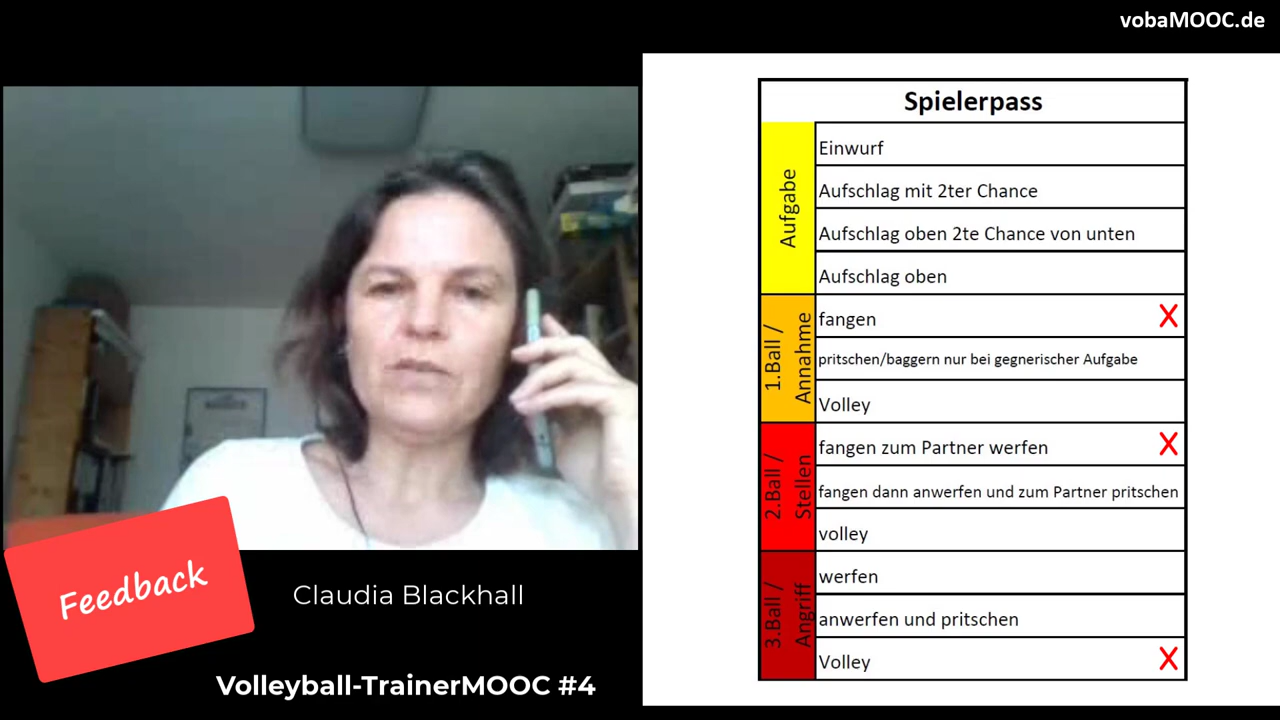 vobaMOOC.de
Spielerpass
Aufgabe
Einwurf
Aufschlag mit 2ter Chance
Aufschlag oben 2te Chance von unten
Aufschlag oben
1.Ball /
Annahme
fangen
X
pritschen/baggern nur bei gegnerischer Aufgabe
Volley
2.Ball /
Stellen
fangen zum Partner werfen
X
fangen dann anwerfen und zum Partner pritschen
volley
3.Ball /
Angriff
werfen
anwerfen und pritschen
Volley
X
Feedback
Claudia Blackhall
Volleyball-TrainerMOOC #4